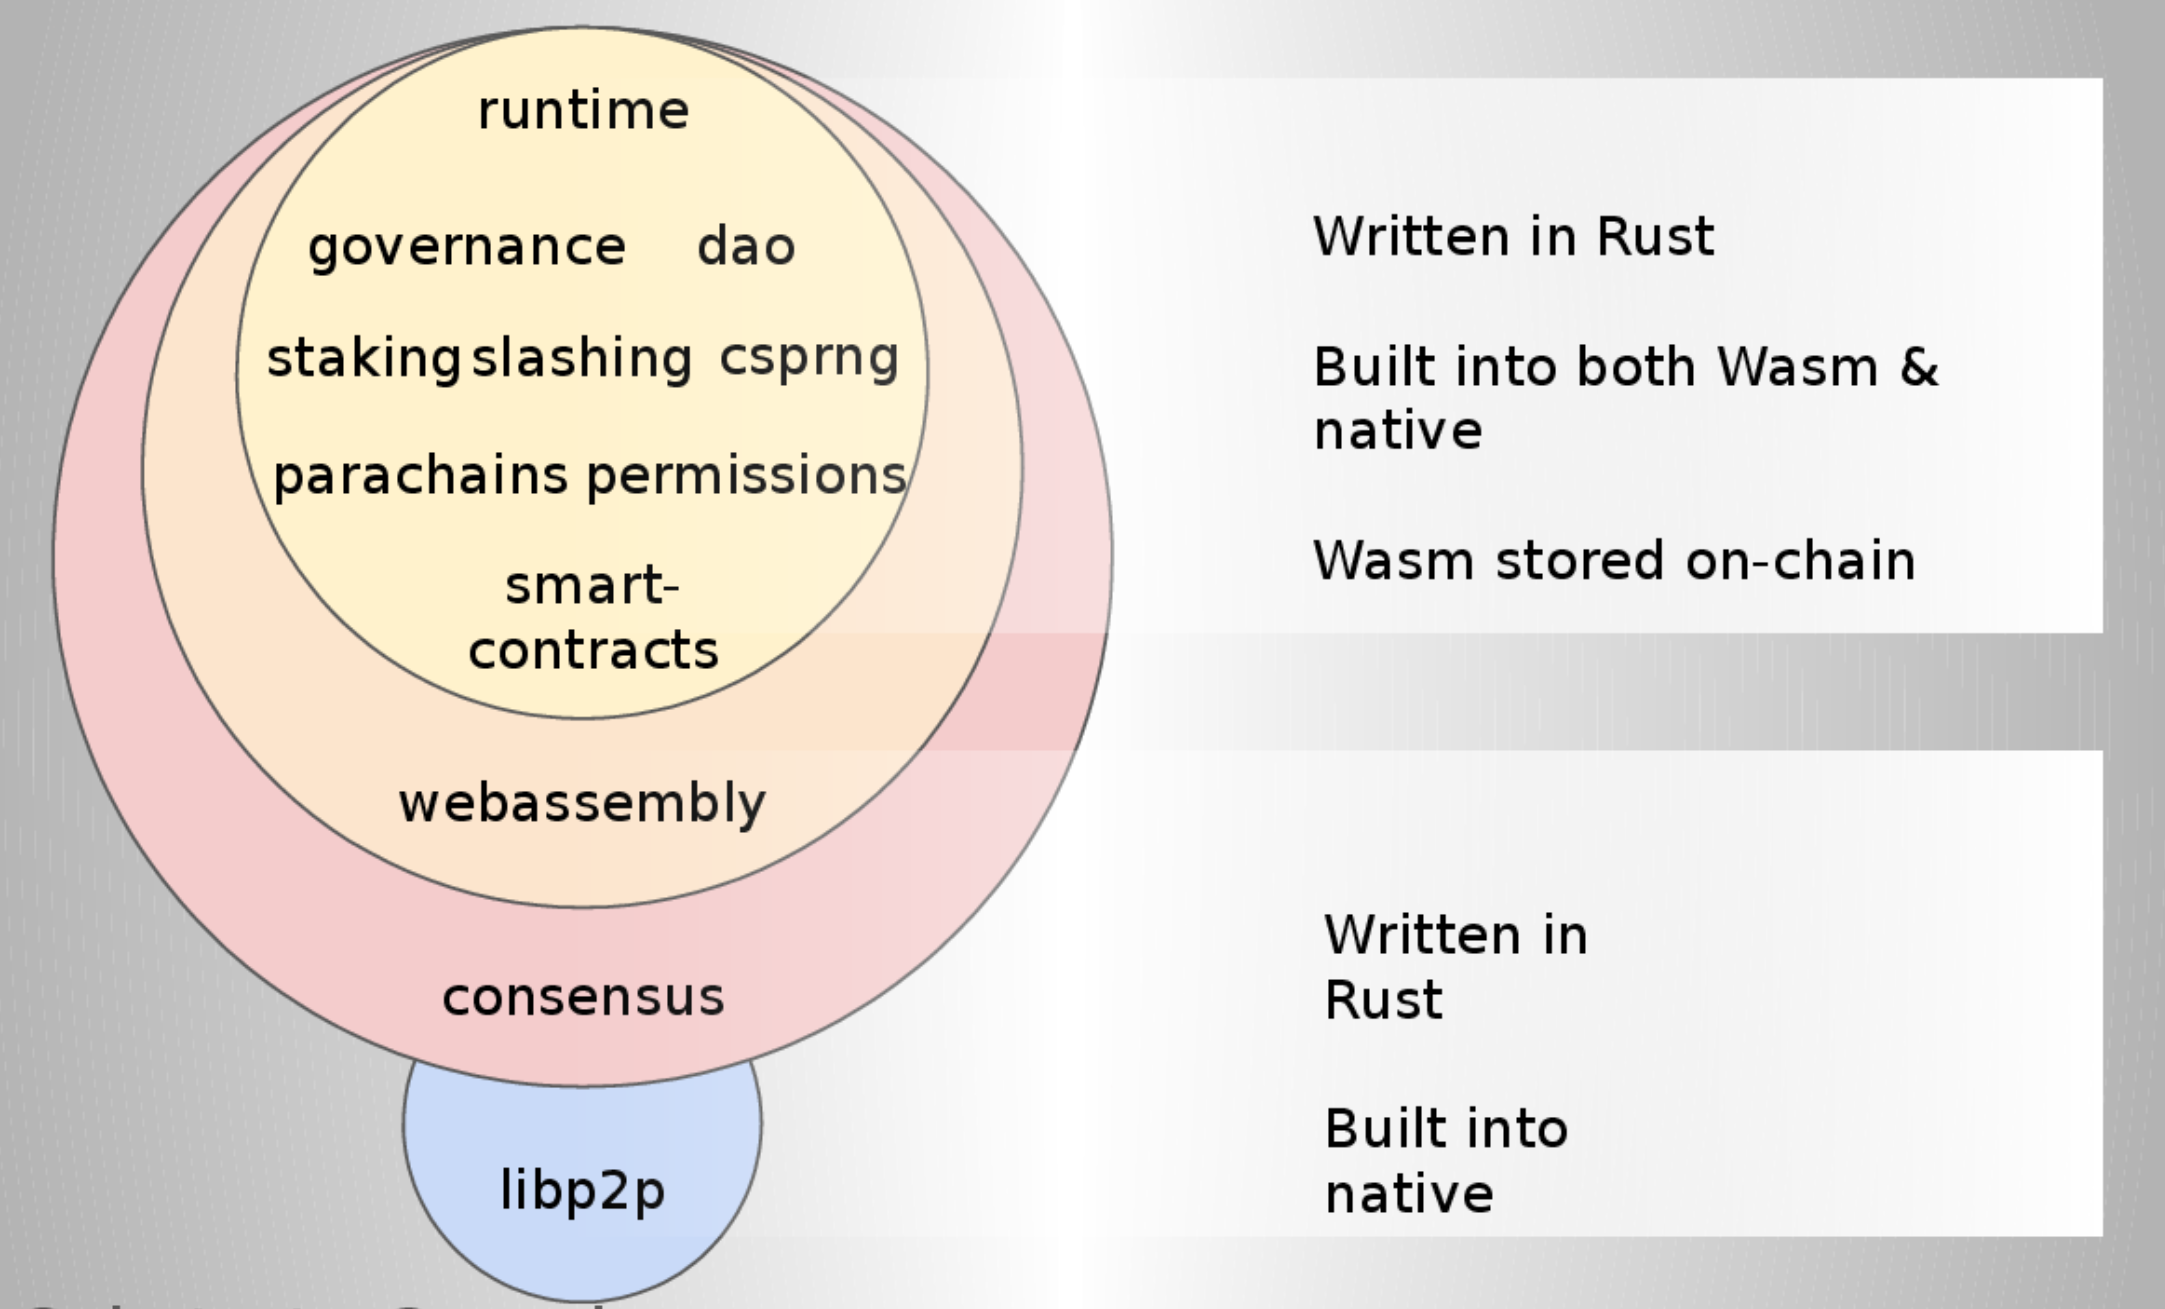 runtime
governance dao
staking slashing csprng
parachains permissions
smart-
contracts
webassembly
consensus
libp2p
Written in Rust
Built into both Wasm &
native
Wasm stored on-chain
Written in
Rust
Built into
native